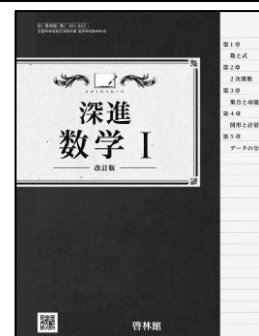 SHINSHIN
深進
数学 I
改訂版
啓林館
第1章
数と式
第2章
2次関数
第3章
集合と命題
第4章
図形と計量
第5章
データの分